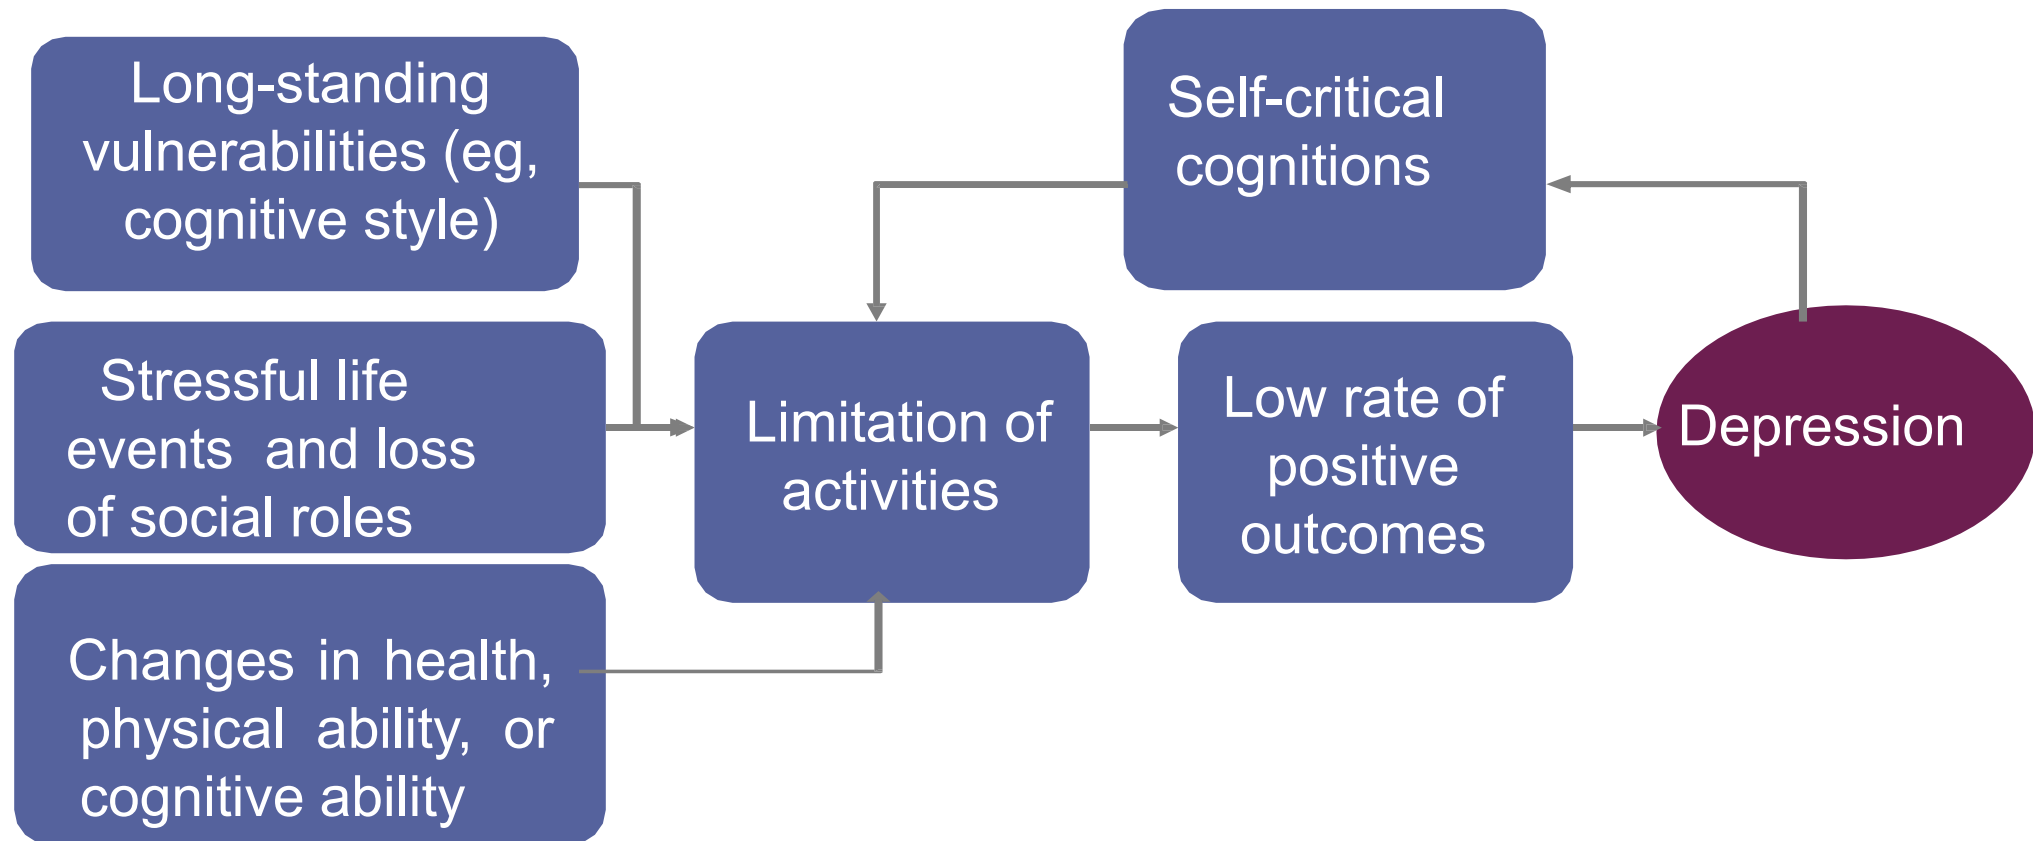 Long-standing
vulnerabilities (eg,
cognitive style)
Stressful life
events and loss
of social roles
Changes in health,
physical ability, or
cognitive ability
Limitation of
activities
Self-critical
cognitions
Low rate of
positive
outcomes
Depression